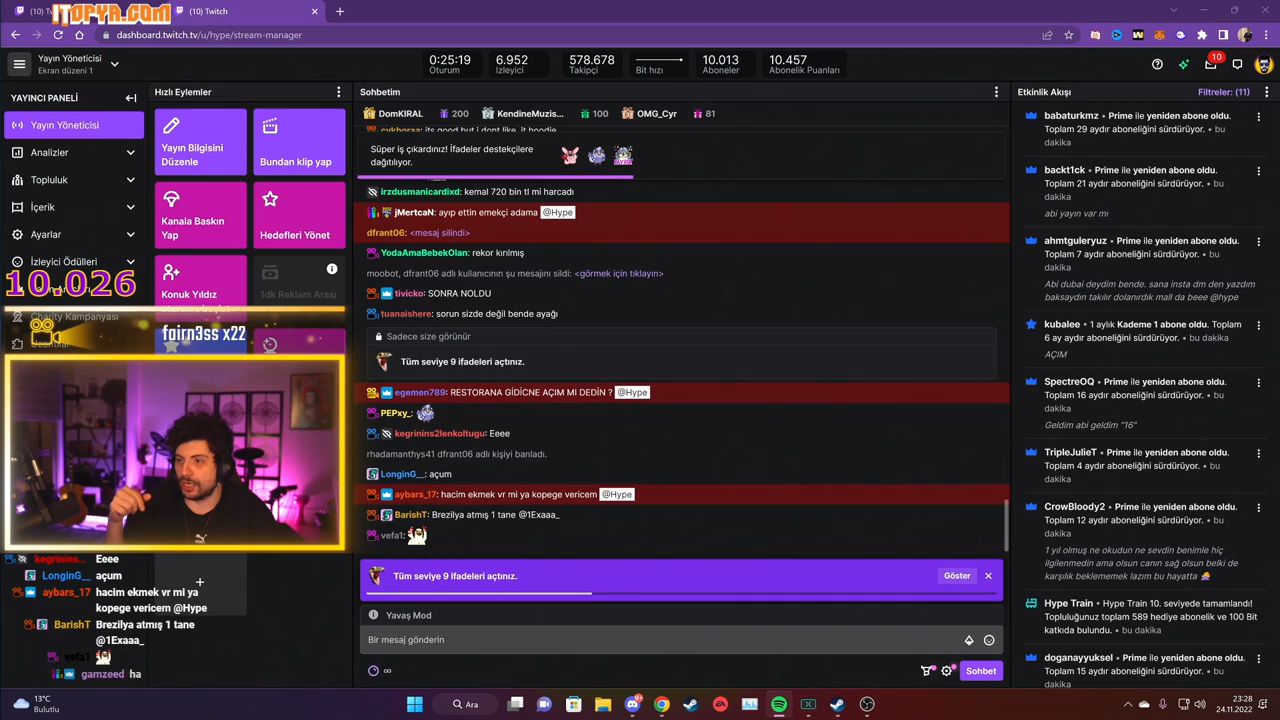 (10) Tw
(10) Twitch
iTOPYA.COM
dashboard.twitch.tv/u/hype/stream-manager
Yayın Yöneticisi
Ekran düzeni 1
0:25:19
Oturum
6.952
İzleyici
578.678
Takipçi
Bit hızı
10.013
Aboneler
10.457
Abonelik Puanları
10
YAYINCI PANELİ
Yayın Yöneticisi
Analizler
Topluluk
İçerik
Ayarlar
İzleyici Ödülleri
10.026
Charity Kampanyası
Uzantılar
fairn3ss x22
Hızlı Eylemler
Yayın Bilgisini
Düzenle
Bundan klip yap
Kanala Baskın
Yap
Hedefleri Yönet
Konuk Yıldız
1dk Reklam Arası
kegrinins...
Eeee
LonginG__
açum
aybars_17
hacim ekmek vr mi ya
kopege vericem @Hype
BarishT
Brezilya atmış 1 tane
@1Exaaa_
vefa1
gamzeed
ha
Sohbetim
DomKIRAL
200
KendineMuzis...
100
OMG_Cyr
81
cykboraa: its good but i dont like, it hoodie
Süper iş çıkardınız! İfadeler destekçilere
dağıtılıyor.
irzdusmanicardixd: kemal 720 bin tl mi harcadı
jMertcaN: ayıp ettin emekçi adama @Hype
dfrant06: <mesaj silindi>
YodaAmaBebekOlan: rekor kırılmış
moobot, dfrant06 adlı kullanıcının şu mesajını sildi: <görmek için tıklayın>
tivicko: SONRA NOLDU
tuanaishere: sorun sizde değil bende ayağı
Sadece size görünür
Tüm seviye 9 ifadeleri açtınız.
egemen789: RESTORANA GİDİCNE AÇIM MI DEDİN ? @Hype
PEPxy_:
kegrinins2lenkoltugu: Eeee
rhadamanthys41 dfrant06 adlı kişiyi banladı.
LonginG__: açum
aybars_17: hacim ekmek vr mi ya kopege vericem @Hype
BarishT: Brezilya atmış 1 tane @1Exaaa_
vefa1:
Tüm seviye 9 ifadeleri açtınız.
Göster
Yavaş Mod
Bir mesaj gönderin
Sohbet
Etkinlik Akışı
Filtreler: (11)
babaturkmz • Prime ile yeniden abone oldu.
Toplam 29 aydır aboneliğini sürdürüyor. • bu
dakika
backt1ck • Prime ile yeniden abone oldu.
Toplam 21 aydır aboneliğini sürdürüyor. • bu
dakika
abi yayın var mı
ahmtguleryuz • Prime ile yeniden abone oldu.
Toplam 7 aydır aboneliğini sürdürüyor. • bu
dakika
Abi dubai deydim bende. sana insta dm den yazdım
baksaydın takılır dolanırdık mall da beee @hype
kubalee • 1 aylık Kademe 1 abone oldu. Toplam
6 ay aydır aboneliğini sürdürüyor. • bu dakika
AÇIM
SpectreOQ • Prime ile yeniden abone oldu.
Toplam 16 aydır aboneliğini sürdürüyor. • bu
dakika
Geldim abi geldim "16"
TripleJulieT • Prime ile yeniden abone oldu.
Toplam 4 aydır aboneliğini sürdürüyor. • bu
dakika
CrowBloody2 • Prime ile yeniden abone oldu.
Toplam 12 aydır aboneliğini sürdürüyor. • bu
dakika
1 yıl olmuş ne okudun ne sevdin benimle hiç
ilgilenmedin ama olsun canın sağ olsun belki de
karşılık beklememek lazım bu hayatta
Hype Train • Hype Train 10. seviyede tamamlandı!
Topluluğunuz toplam 589 hediye abonelik ve 100 Bit
katkıda bulundu. • bu dakika
doganayyuksel • Prime ile yeniden abone oldu.
Toplam 15 aydır aboneliğini sürdürüyor. • bu
dakika
13°C
Bulutlu
Ara
23:28
24.11.2022